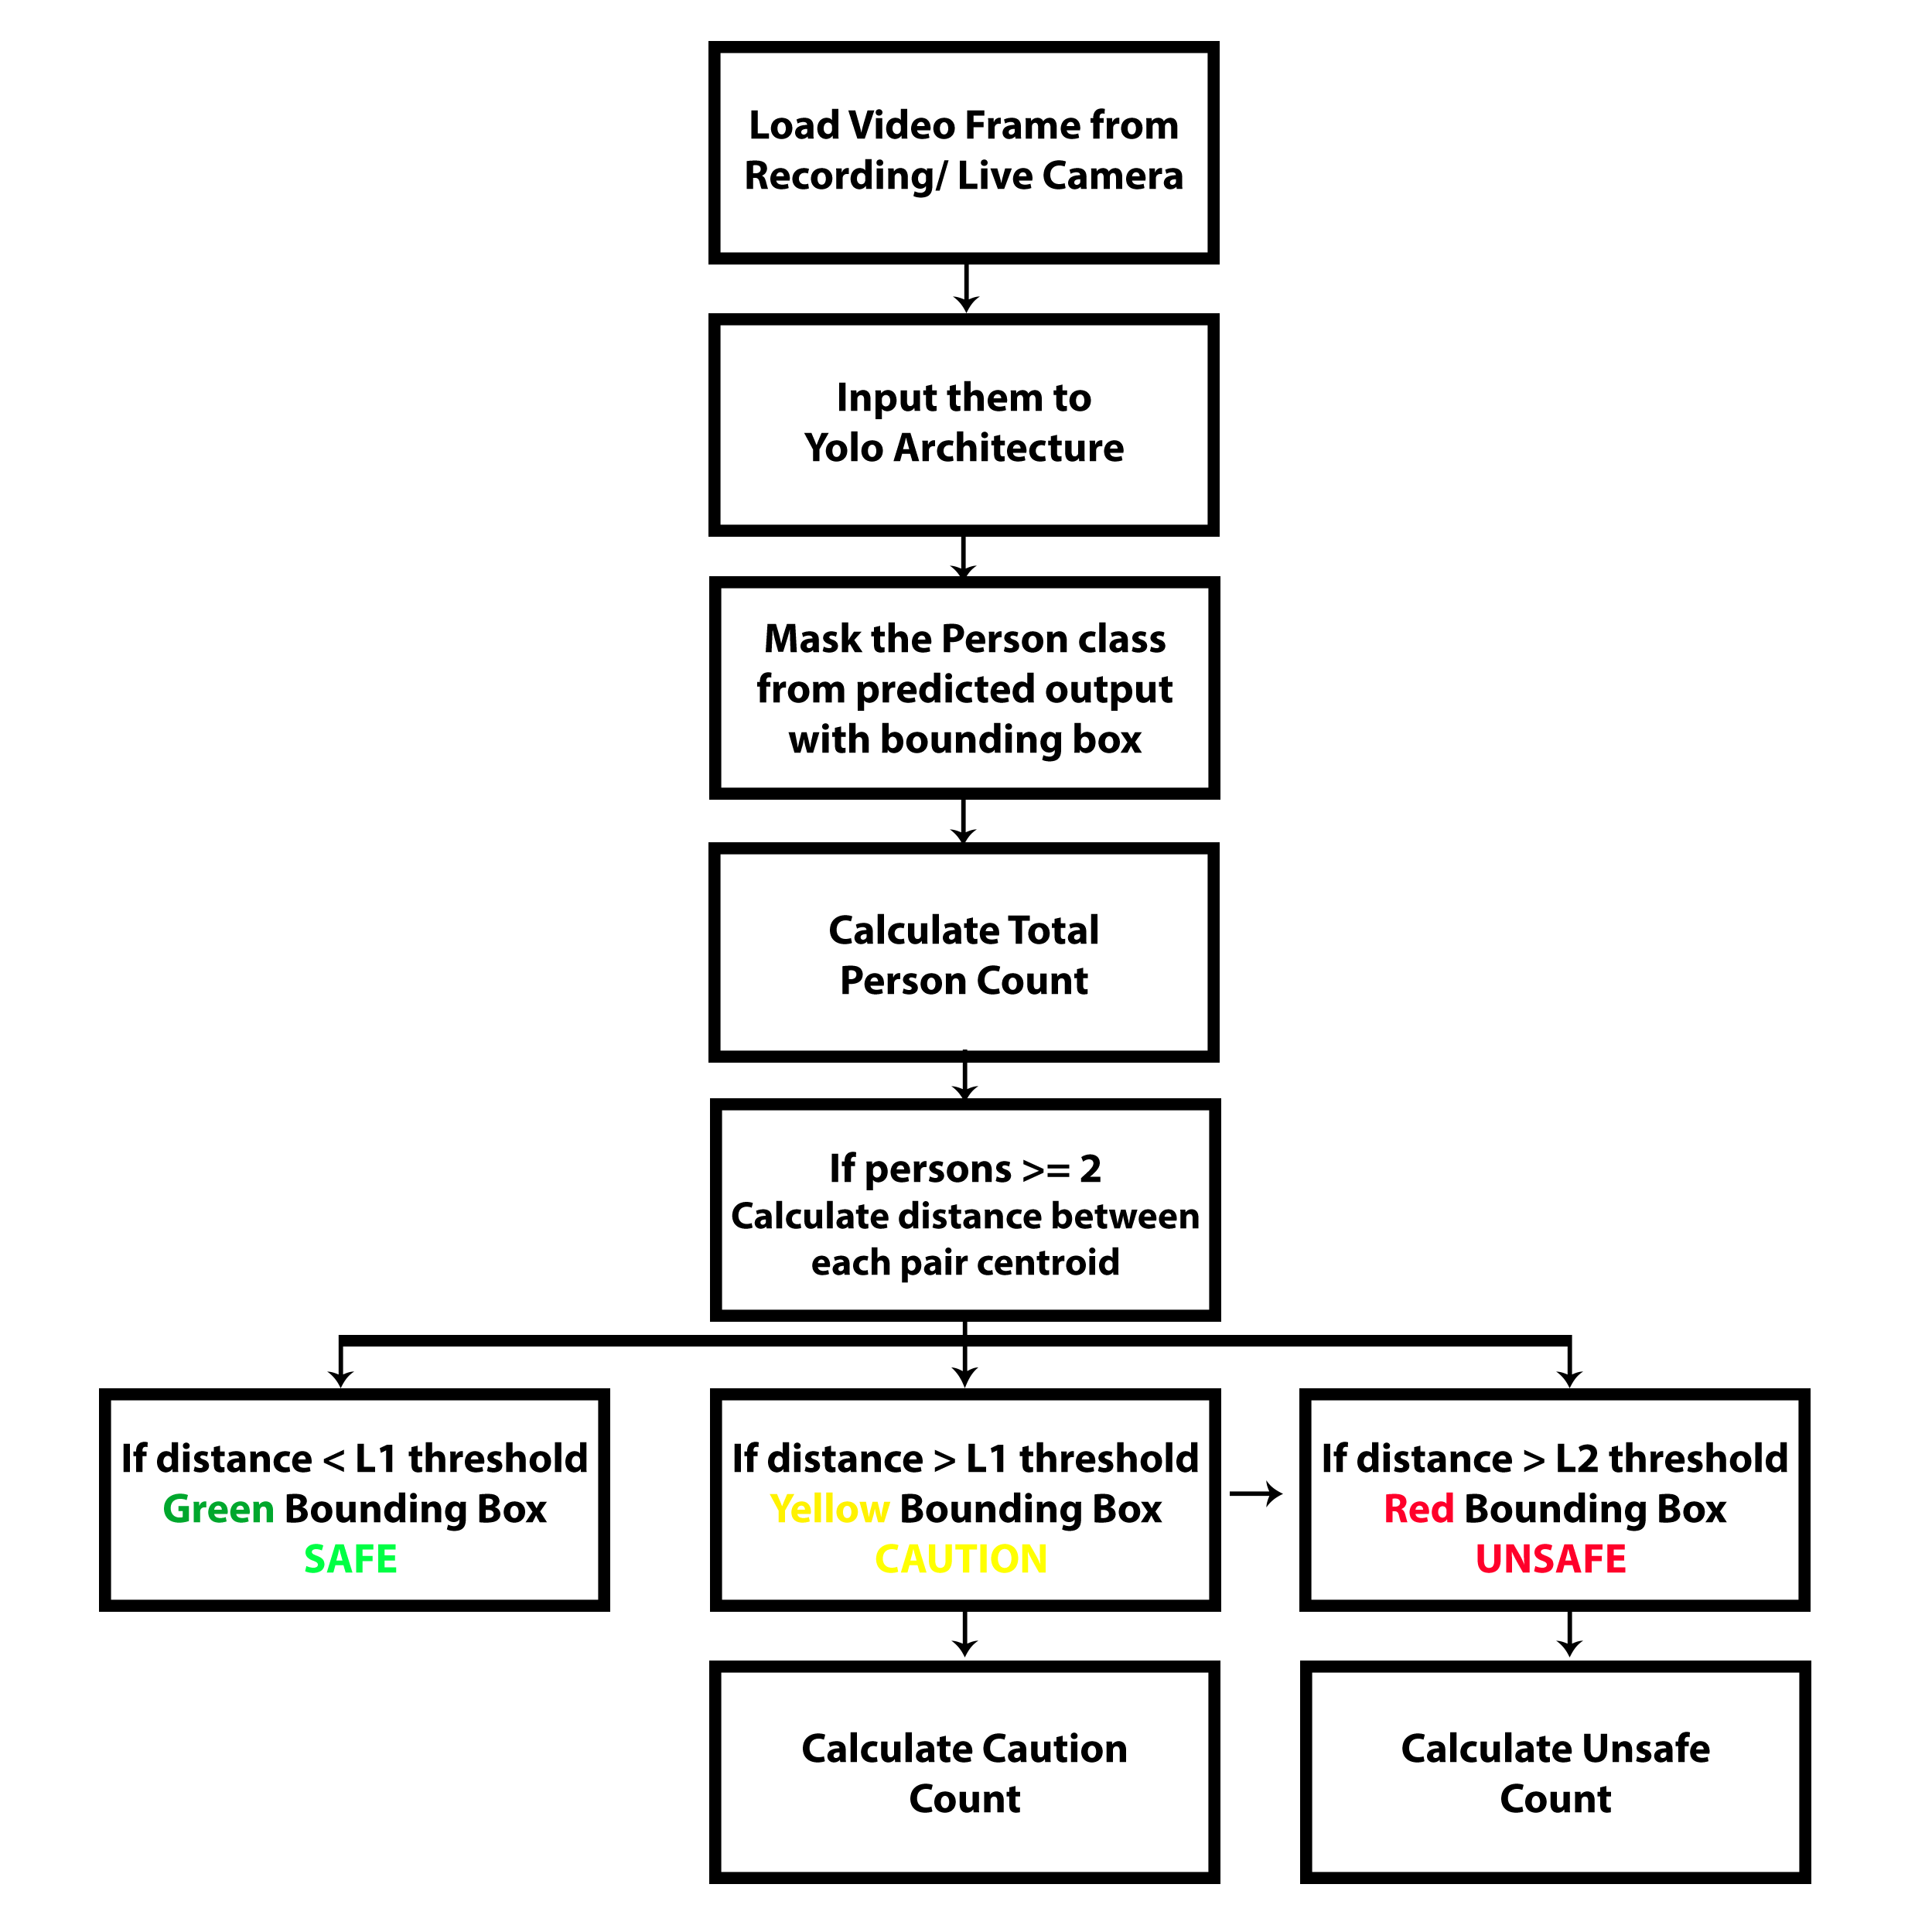 Load Video Frame from
Recording/ Live Camera
Input them to
Yolo Architecture
Mask the Person class
from predicted output
with bounding box
Calculate Total
Person Count
If persons >= 2
Calculate distance between
each pair centroid
If distance < L1 threshold
Green Bounding Box
SAFE
If distance > L1 threshold
Yellow Bounding Box
CAUTION
If distance > L2 threshold
Red Bounding Box
UNSAFE
Calculate Caution
Count
Calculate Unsafe
Count